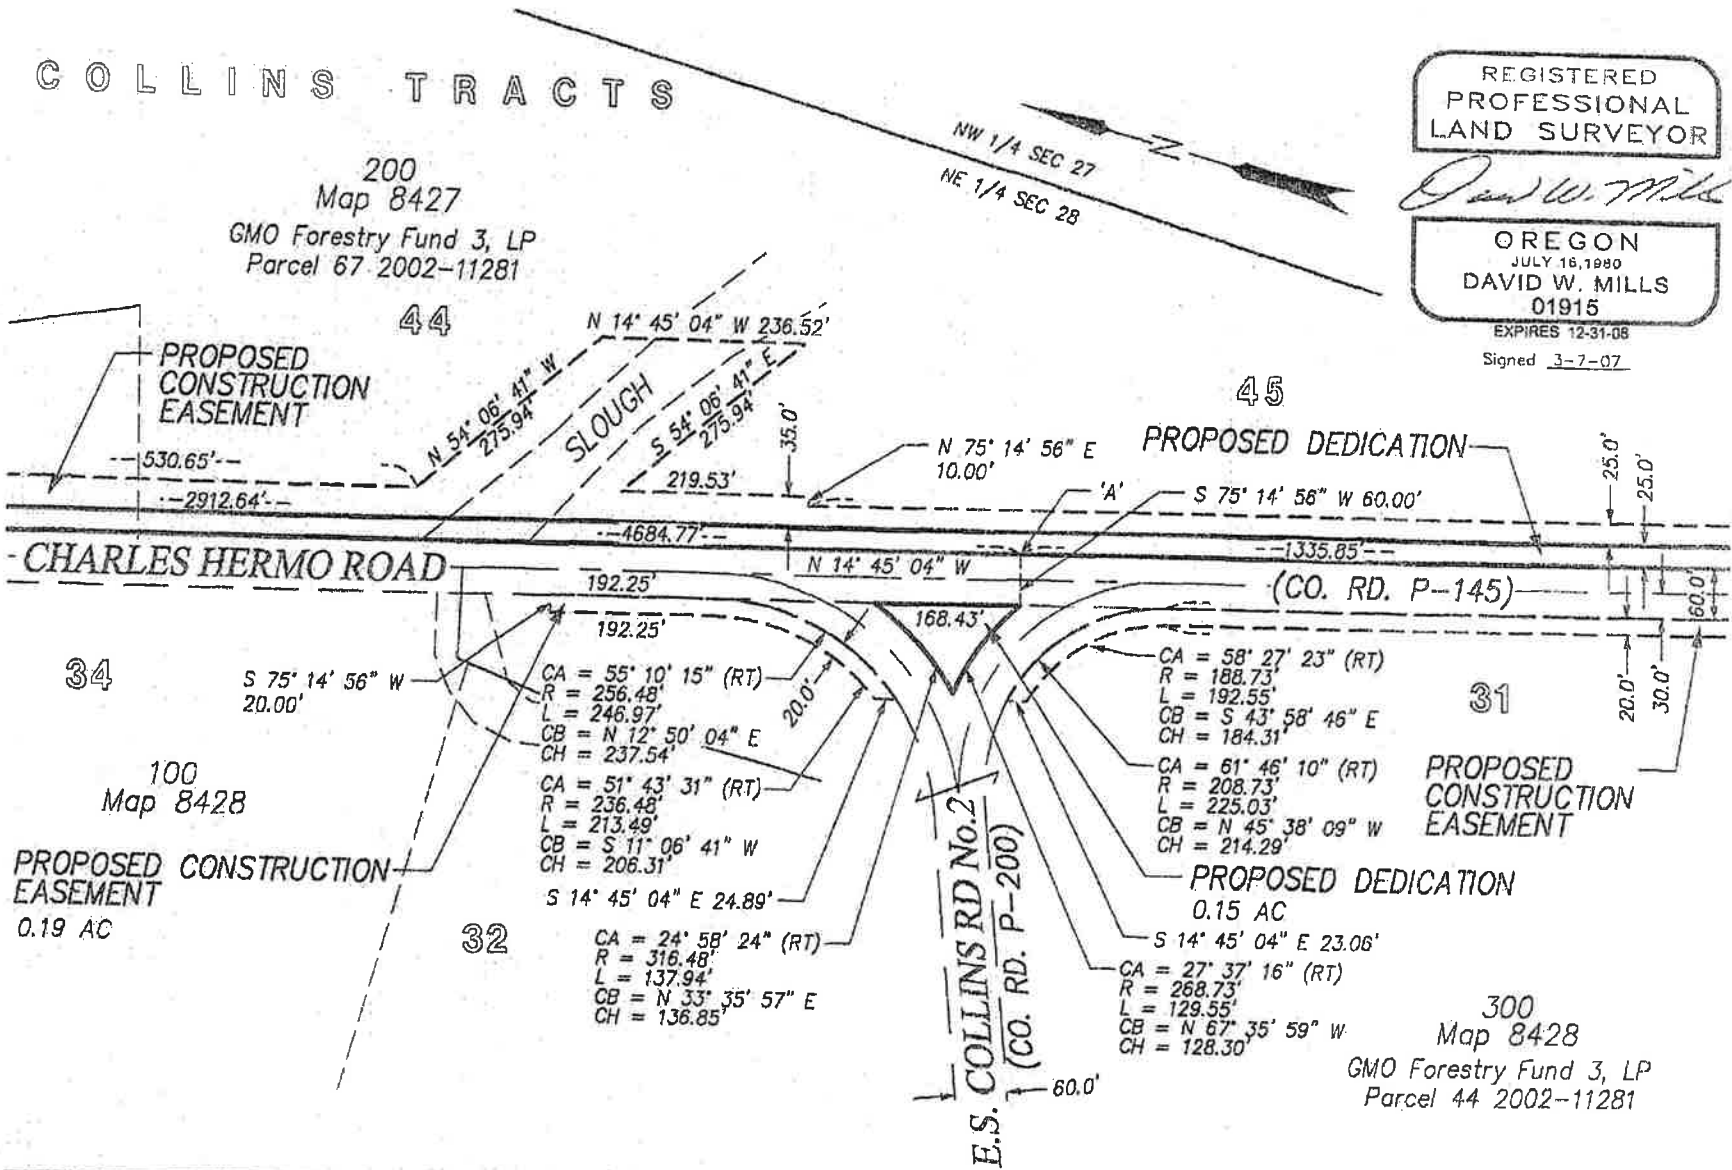 COLLINS TRACTS
200
Map 8427
GMO Forestry Fund 3, LP
Parcel 67 2002-11281
44
NW 1/4 SEC 27
NE 1/4 SEC 28
N
REGISTERED
PROFESSIONAL
LAND SURVEYOR
David W. Mills
OREGON
JULY 16, 1980
DAVID W. MILLS
01915
EXPIRES 12-31-08
Signed 3-7-07
PROPOSED
CONSTRUCTION
EASEMENT
N 14° 45' 04" W 236.52'
N 54° 06' 41" W
275.94'
SLOUGH
S 54° 06' 41" E
275.94'
35.0'
530.65'
2912.64'
219.53'
N 75° 14' 56" E
10.00'
45
PROPOSED DEDICATION
'A'
S 75° 14' 56" W 60.00'
25.0'
25.0'
4684.77'
1335.85'
CHARLES HERMO ROAD
192.25'
N 14° 45' 04" W
(CO. RD. P-145)
60.0'
192.25'
168.43'
34
S 75° 14' 56" W
20.00'
20.0'
CA = 55° 10' 15" (RT)
R = 256.48'
L = 246.97'
CB = N 12° 50' 04" E
CH = 237.54'
CA = 51° 43' 31" (RT)
R = 236.48'
L = 213.49'
CB = S 11° 06' 41" W
CH = 206.31'
S 14° 45' 04" E 24.89'
CA = 24° 58' 24" (RT)
R = 316.48'
L = 137.94'
CB = N 33° 35' 57" E
CH = 136.85'
100
Map 8428
PROPOSED CONSTRUCTION
EASEMENT
0.19 AC
32
CA = 58° 27' 23" (RT)
R = 188.73'
L = 192.55'
CB = S 43° 58' 46" E
CH = 184.31'
CA = 61° 46' 10" (RT)
R = 208.73'
L = 225.03'
CB = N 45° 38' 09" W
CH = 214.29'
31
20.0'
30.0'
PROPOSED
CONSTRUCTION
EASEMENT
PROPOSED DEDICATION
0.15 AC
S 14° 45' 04" E 23.06'
CA = 27° 37' 16" (RT)
R = 268.73'
L = 129.55'
CB = N 67° 35' 59" W
CH = 128.30'
E.S. COLLINS RD No.2
(CO. RD. P-200)
60.0'
300
Map 8428
GMO Forestry Fund 3, LP
Parcel 44 2002-11281